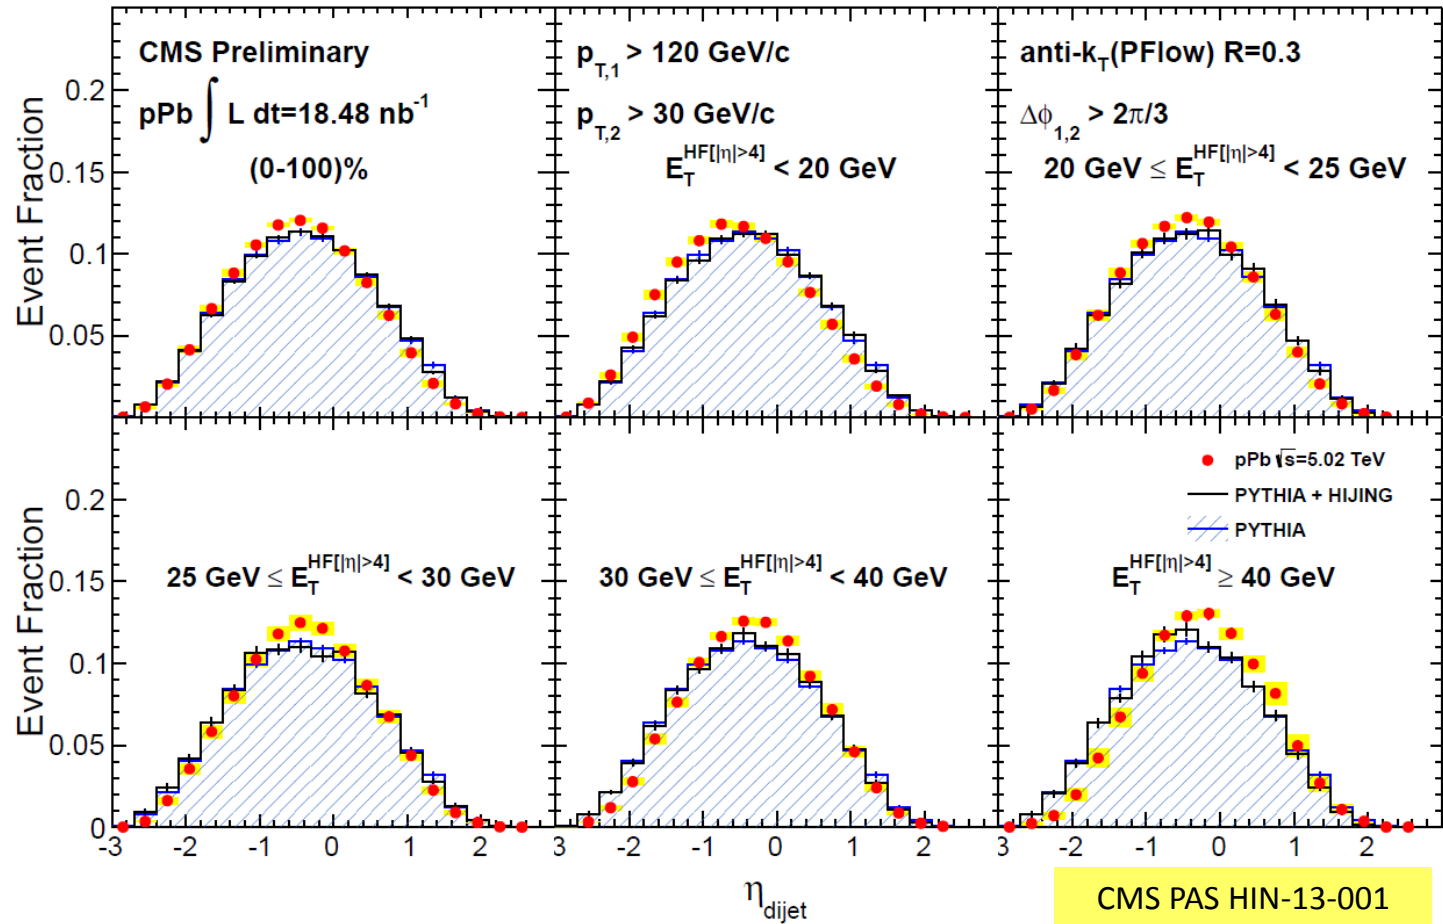 CMS Preliminary
pPb ∫ L dt=18.48 nb⁻¹
(0-100)%
p_T,1 > 120 GeV/c
p_T,2 > 30 GeV/c
E_T^HF[|η|>4] < 20 GeV
anti-k_T(PFlow) R=0.3
Δϕ_1,2 > 2π/3
20 GeV ≤ E_T^HF[|η|>4] < 25 GeV
Event Fraction
0.2
0.15
0.1
0.05
25 GeV ≤ E_T^HF[|η|>4] < 30 GeV
30 GeV ≤ E_T^HF[|η|>4] < 40 GeV
pPb √s=5.02 TeV
PYTHIA + HIJING
PYTHIA
E_T^HF[|η|>4] ≥ 40 GeV
Event Fraction
0.2
0.15
0.1
0.05
0
-3 -2 -1 0 1 2
3 -2 -1 0 1 2
3 -2 -1 0 1 2
η_dijet
CMS PAS HIN-13-001